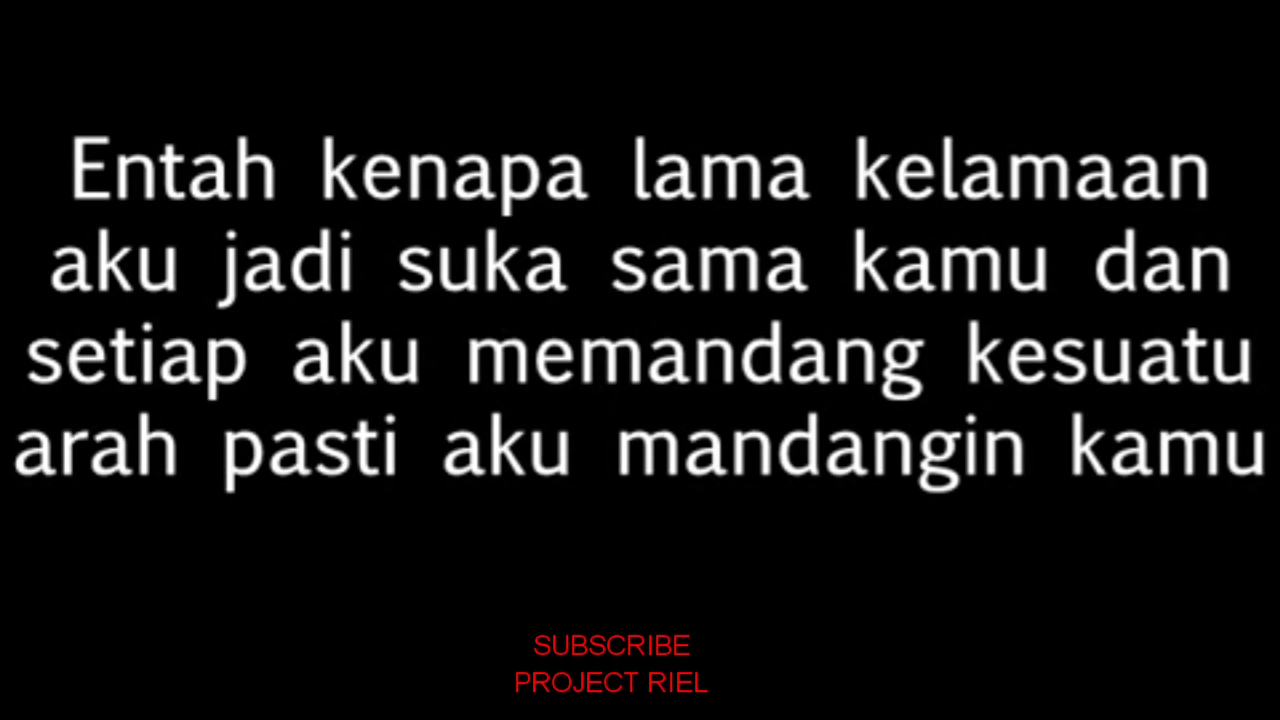 Entah kenapa lama kelamaan
aku jadi suka sama kamu dan
setiap aku memandang kesuatu
arah pasti aku mandangin kamu
SUBSCRIBE
PROJECT RIEL